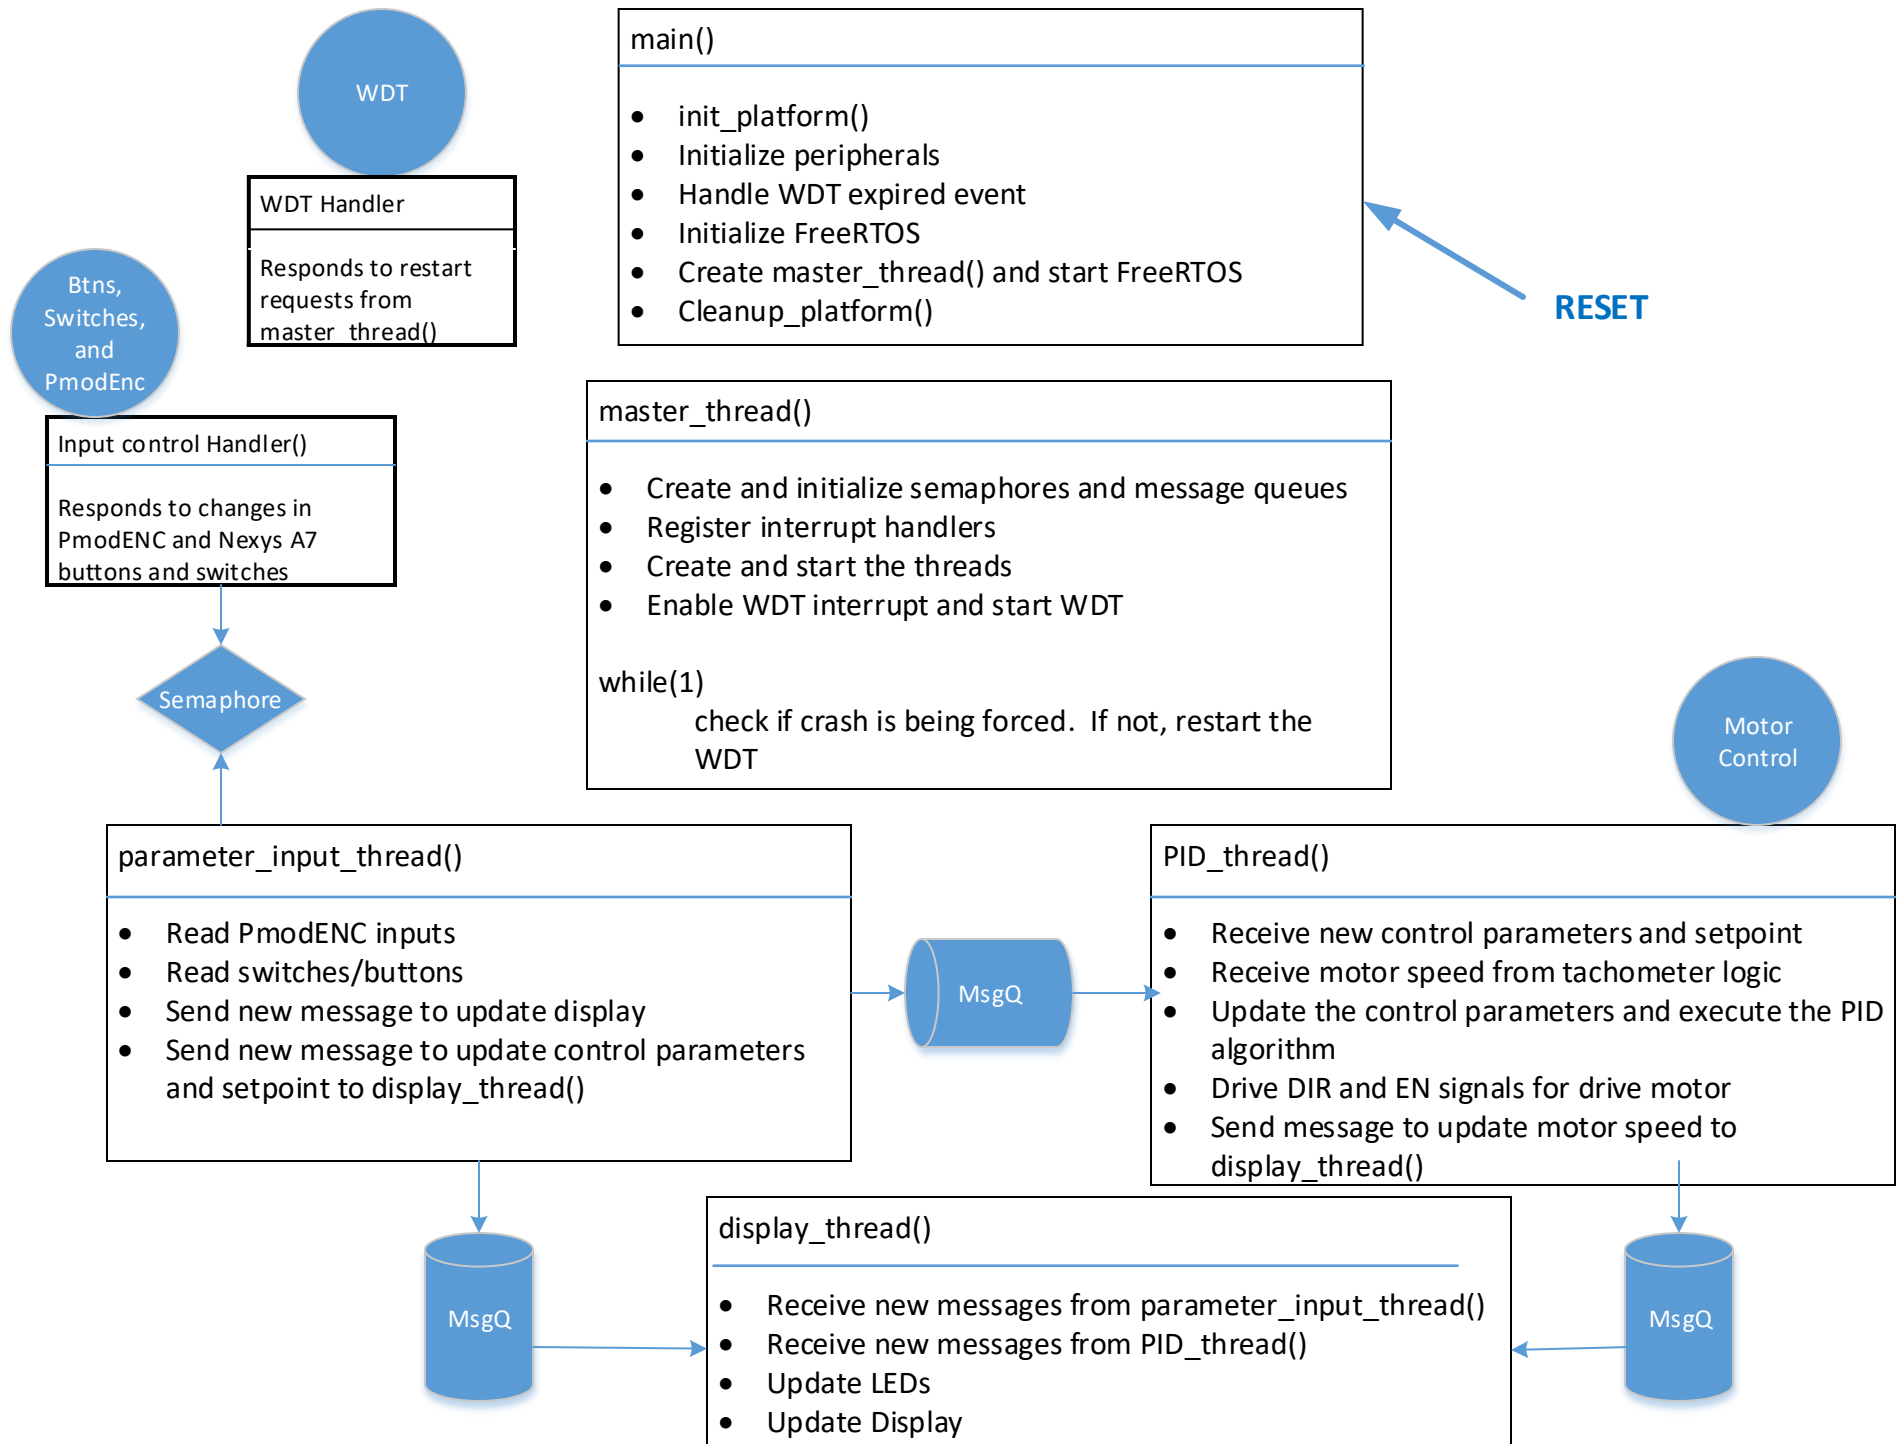 WDT
WDT Handler
Responds to restart
requests from
master_thread()
main()
• init_platform()
• Initialize peripherals
• Handle WDT expired event
• Initialize FreeRTOS
• Create master_thread() and start FreeRTOS
• Cleanup_platform()
RESET
Btns,
Switches,
and
PmodEnc
Input control Handler()
Responds to changes in
PmodENC and Nexys A7
buttons and switches
Semaphore
master_thread()
• Create and initialize semaphores and message queues
• Register interrupt handlers
• Create and start the threads
• Enable WDT interrupt and start WDT
while(1)
check if crash is being forced.  If not, restart the
WDT
Motor
Control
parameter_input_thread()
• Read PmodENC inputs
• Read switches/buttons
• Send new message to update display
• Send new message to update control parameters
and setpoint to display_thread()
MsgQ
PID_thread()
• Receive new control parameters and setpoint
• Receive motor speed from tachometer logic
• Update the control parameters and execute the PID
algorithm
• Drive DIR and EN signals for drive motor
• Send message to update motor speed to
display_thread()
MsgQ
display_thread()
• Receive new messages from parameter_input_thread()
• Receive new messages from PID_thread()
• Update LEDs
• Update Display
MsgQ